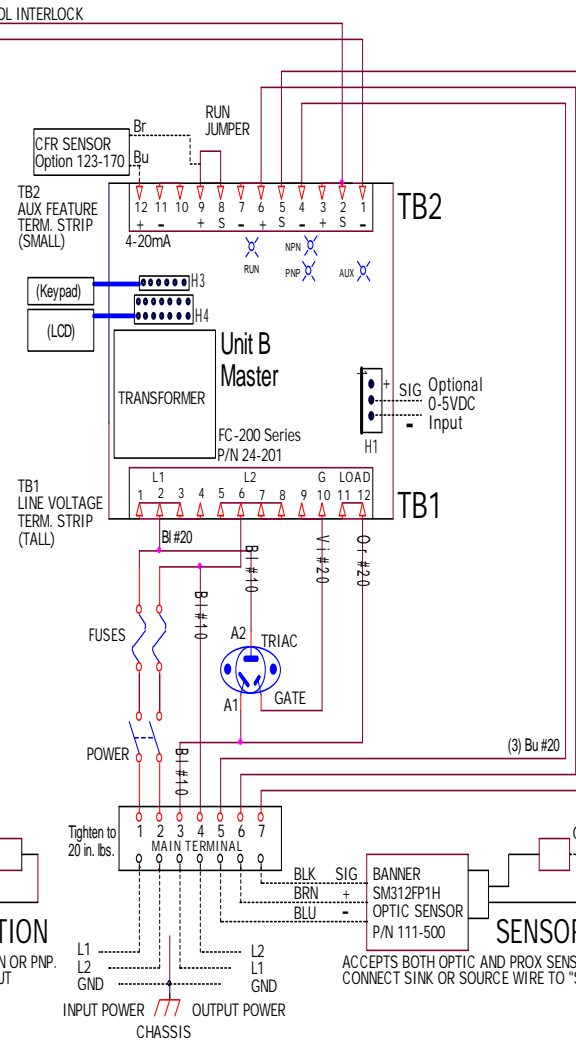 OL INTERLOCK
RUN
JUMPER
Br
CFR SENSOR
Option 123-170
Bu
TB2
AUX FEATURE
TERM. STRIP
(SMALL)
12 11 10 9 8 7 6 5 4 3 2 1
+ - + S - + S - + S -
TB2
4-20mA
RUN
NPN
PNP
AUX
H3
(Keypad)
H4
(LCD)
Unit B
Master
TRANSFORMER
+
SIG
-
Optional
0-5VDC
Input
H1
FC-200 Series
P/N 24-201
TB1
LINE VOLTAGE
TERM. STRIP
(TALL)
L1 L2 G LOAD
1 2 3 4 5 6 7 8 9 10 11 12
TB1
Bl #20
Bl #10
Bl #10
Vi #20
Or #20
FUSES
A2
TRIAC
A1
GATE
POWER
Bl #10
(3) Bu #20
Tighten to
20 in. lbs.
1 2 3 4 5 6 7
MAIN TERMINAL
BLK SIG
BRN +
BLU -
BANNER
SM312FP1H
OPTIC SENSOR
P/N 111-500
TION
N OR PNP.
UT
SENSOR
ACCEPTS BOTH OPTIC AND PROX SENS
CONNECT SINK OR SOURCE WIRE TO "S
L1
L2
GND
L2
L1
GND
INPUT POWER
OUTPUT POWER
CHASSIS